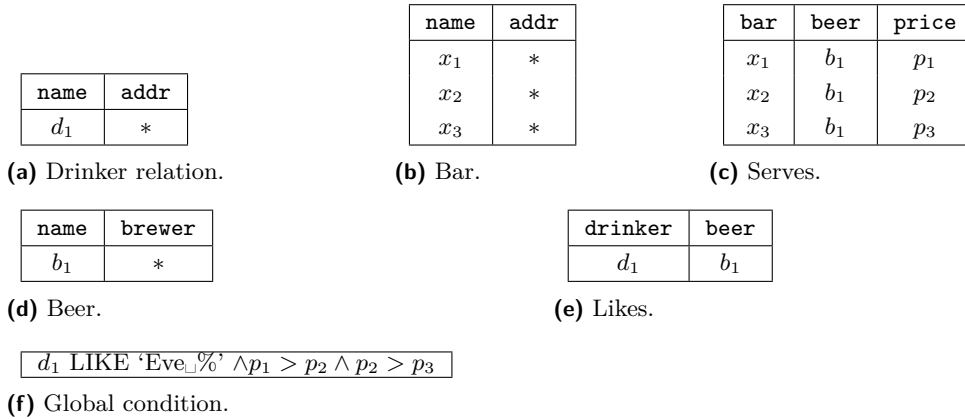 name addr
d₁ *
(a) Drinker relation.
name addr
x₁ *
x₂ *
x₃ *
(b) Bar.
bar beer price
x₁ b₁ p₁
x₂ b₁ p₂
x₃ b₁ p₃
(c) Serves.
name brewer
b₁ *
(d) Beer.
drinker beer
d₁ b₁
(e) Likes.
d₁ LIKE ‘Eve␣%’ ∧p₁ > p₂ ∧ p₂ > p₃
(f) Global condition.